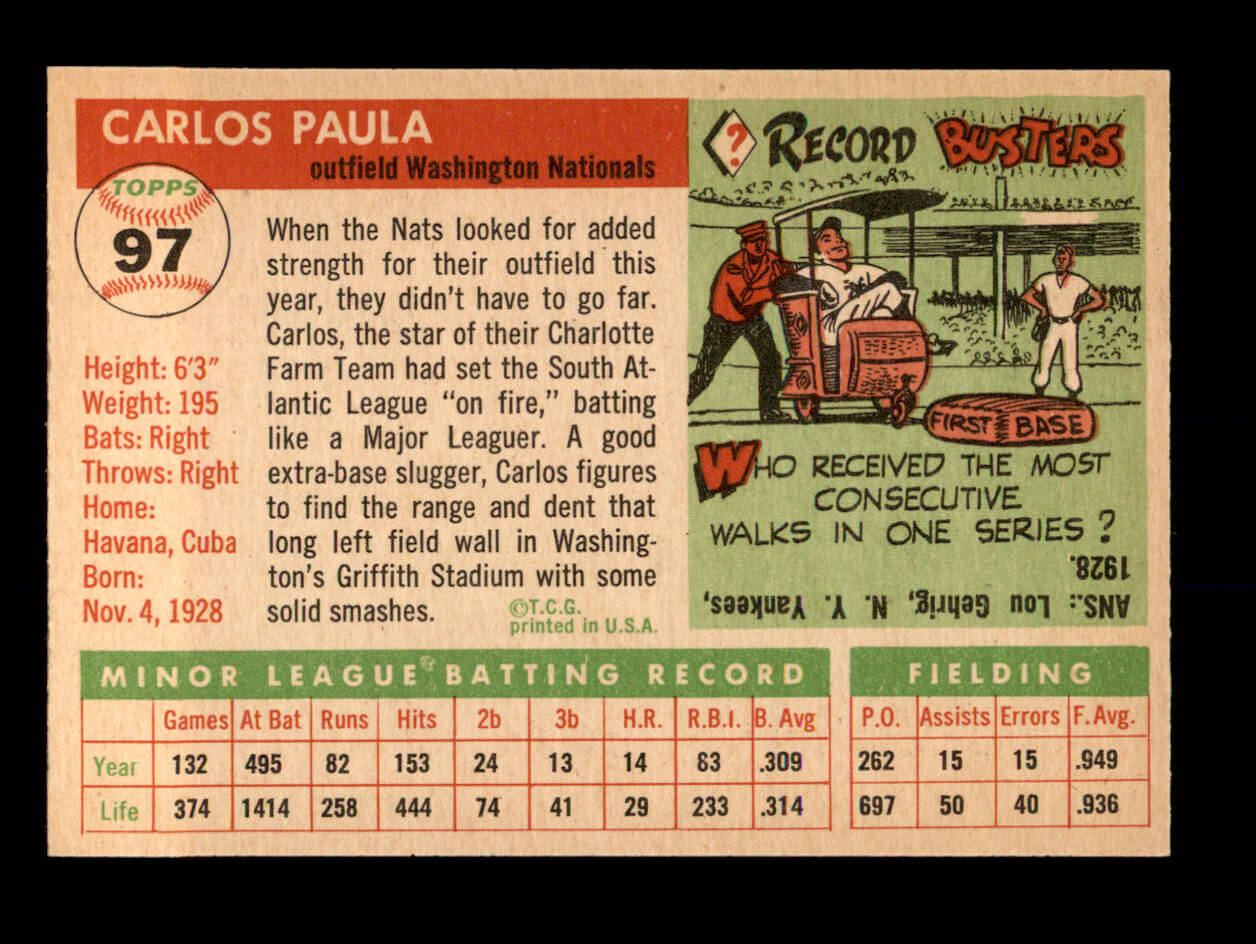 CARLOS PAULA
outfield Washington Nationals
TOPPS
97
Height: 6'3"
Weight: 195
Bats: Right
Throws: Right
Home:
Havana, Cuba
Born:
Nov. 4, 1928
When the Nats looked for added
strength for their outfield this
year, they didn't have to go far.
Carlos, the star of their Charlotte
Farm Team had set the South At-
lantic League "on fire," batting
like a Major Leaguer. A good
extra-base slugger, Carlos figures
to find the range and dent that
long left field wall in Washing-
ton's Griffith Stadium with some
solid smashes.
©T.C.G.
printed in U.S.A.
? RECORD BUSTERS
FIRST BASE
WHO RECEIVED THE MOST
CONSECUTIVE
WALKS IN ONE SERIES?
ANS.: Lou Gehrig, N. Y. Yankees,
1928.
MINOR LEAGUE BATTING RECORD
Games At Bat Runs Hits 2b 3b H.R. R.B.I. B. Avg
Year 132 495 82 153 24 13 14 83 .309
Life 374 1414 258 444 74 41 29 233 .314
FIELDING
P.O. Assists Errors F. Avg.
262 15 15 .949
697 50 40 .936